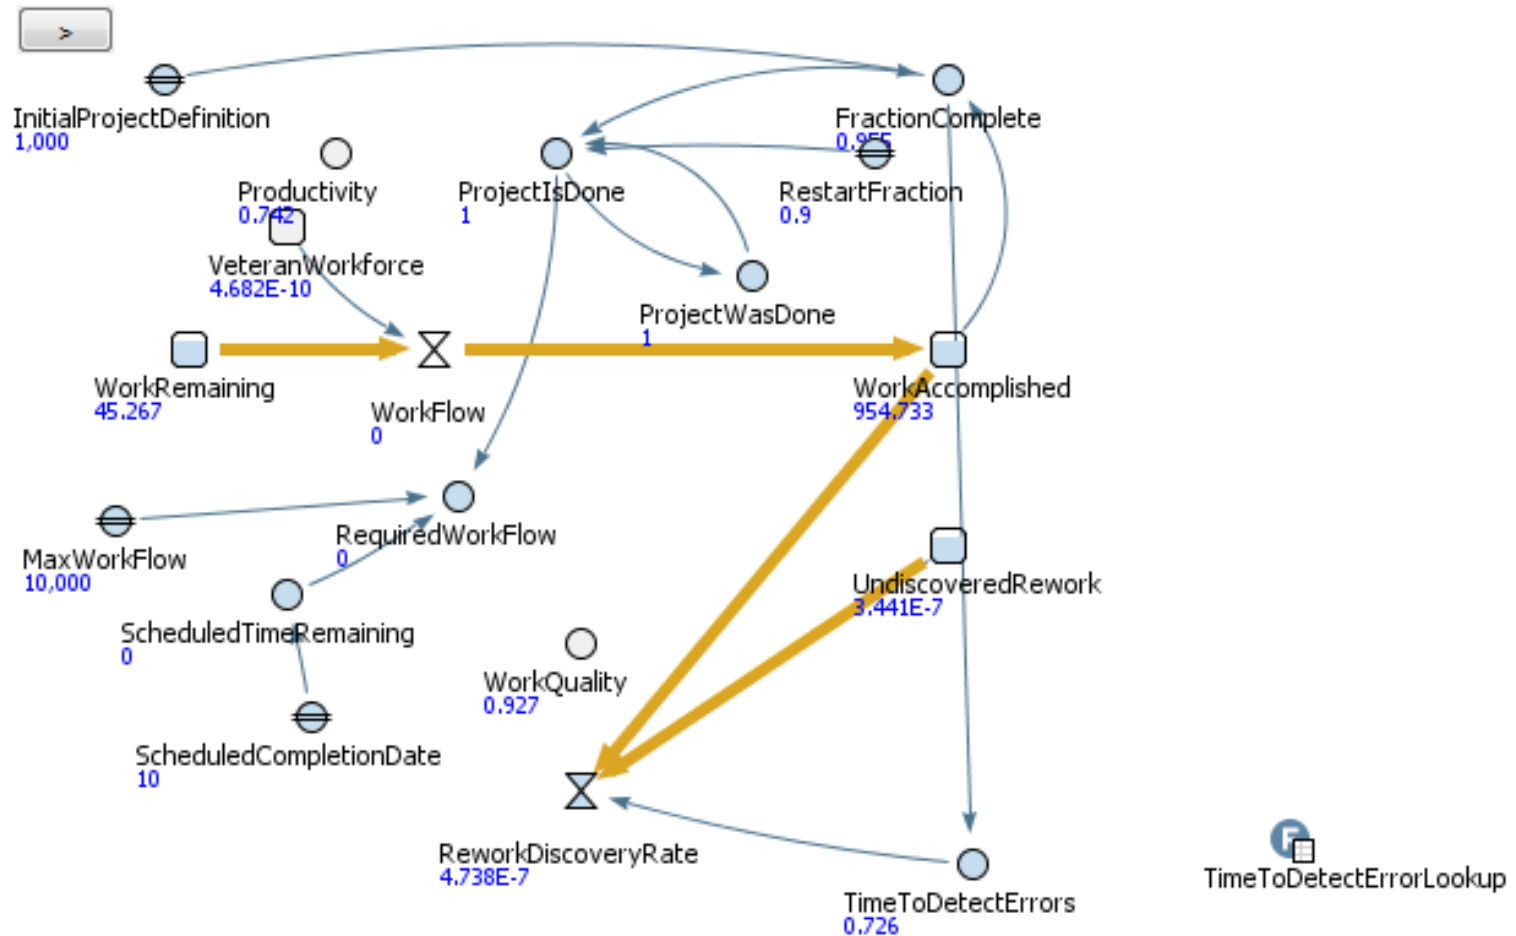 >
InitialProjectDefinition
1,000
FractionComplete
0.955
Productivity
0.742
ProjectIsDone
1
RestartFraction
0.9
VeteranWorkforce
4.682E-10
ProjectWasDone
1
WorkRemaining
45.267
WorkFlow
0
WorkAccomplished
954.733
RequiredWorkFlow
0
MaxWorkFlow
10,000
UndiscoveredRework
3.441E-7
ScheduledTimeRemaining
0
WorkQuality
0.927
ScheduledCompletionDate
10
ReworkDiscoveryRate
4.738E-7
F
TimeToDetectErrorLookup
TimeToDetectErrors
0.726